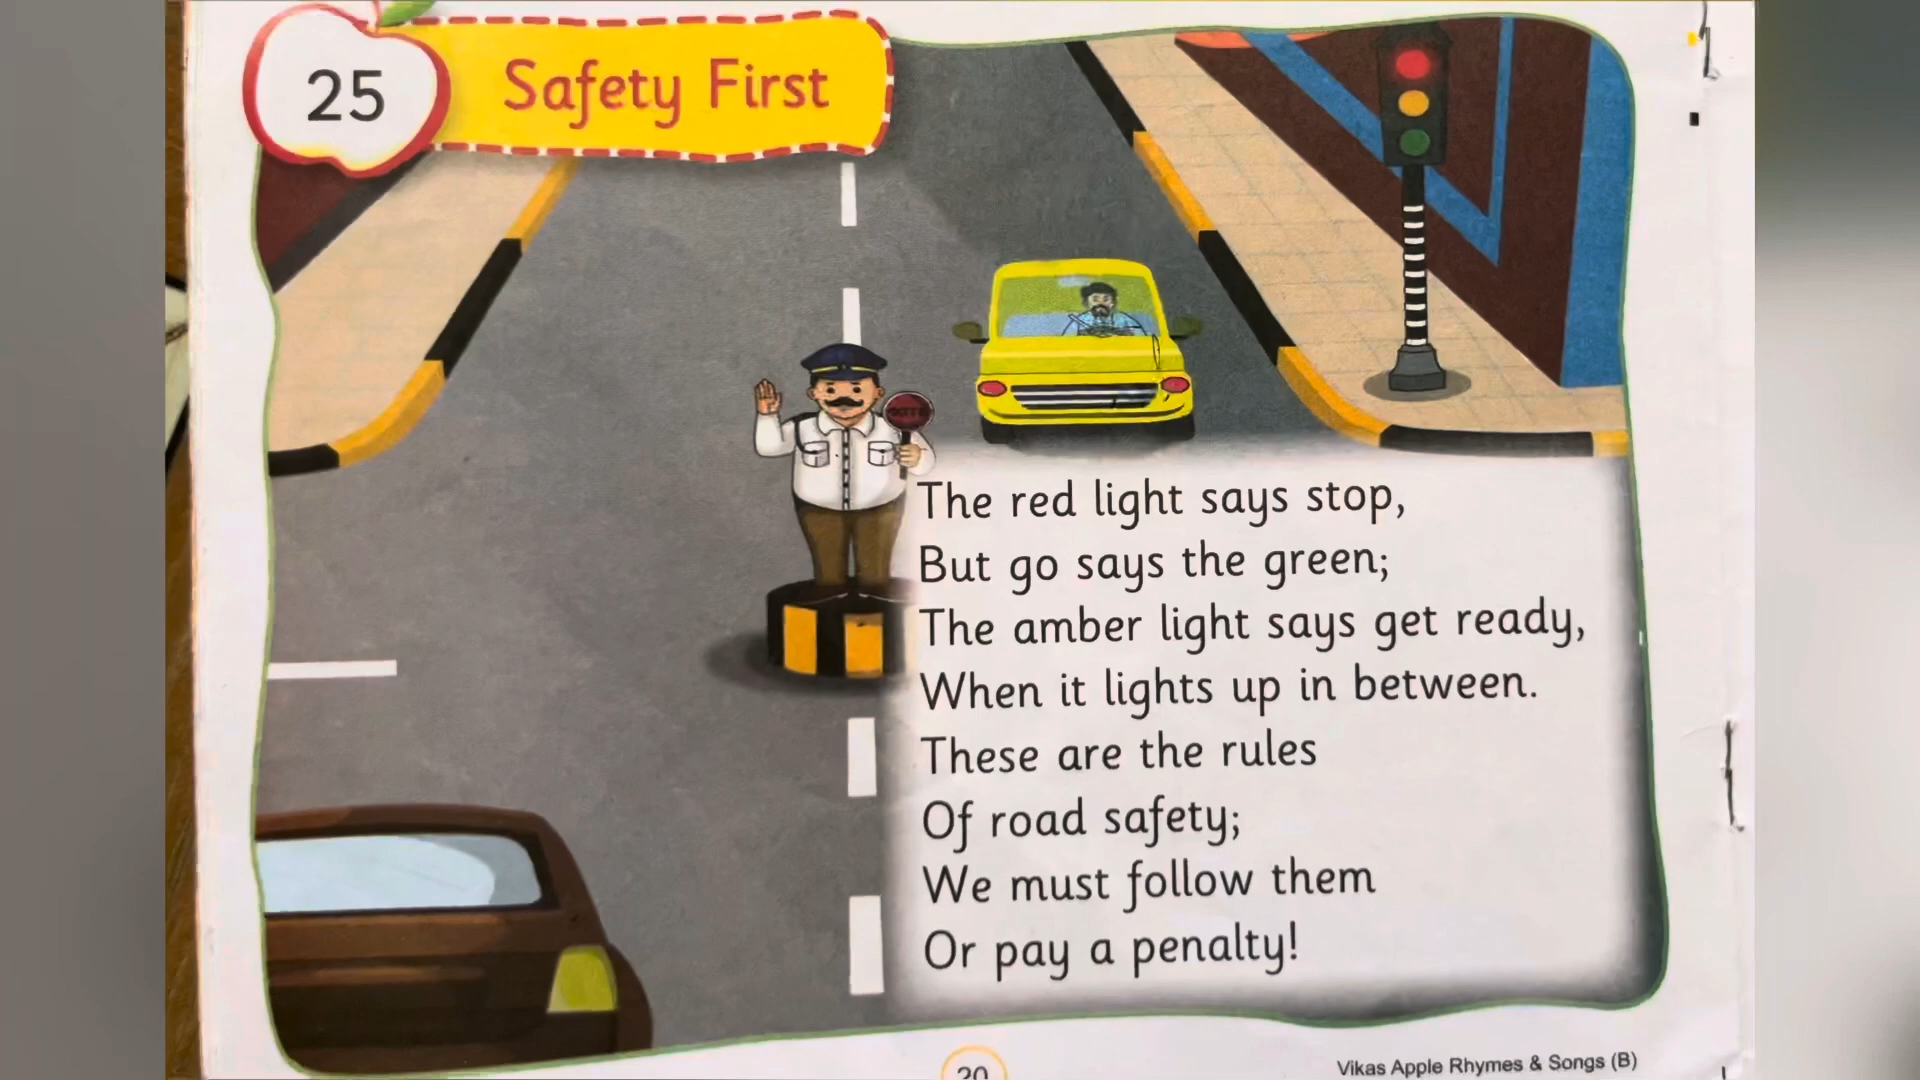 25
Safety First
The red light says stop,
But go says the green;
The amber light says get ready,
When it lights up in between.
These are the rules
Of road safety;
We must follow them
Or pay a penalty!
20
Vikas Apple Rhymes & Songs (B)